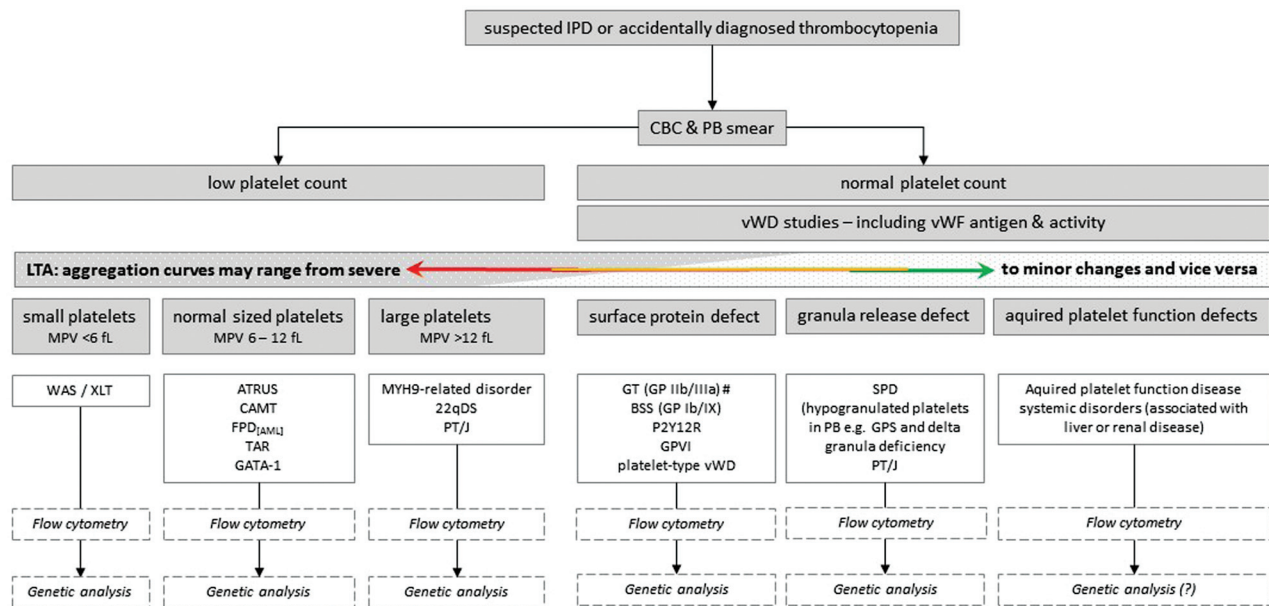 suspected IPD or accidentally diagnosed thrombocytopenia
CBC & PB smear
low platelet count
normal platelet count
vWD studies – including vWF antigen & activity
LTA: aggregation curves may range from severe
to minor changes and vice versa
small platelets
MPV <6 fL
normal sized platelets
MPV 6 – 12 fL
large platelets
MPV >12 fL
surface protein defect
granula release defect
aquired platelet function defects
WAS / XLT
ATRUS
CAMT
FPD[AML]
TAR
GATA-1
MYH9-related disorder
22qDS
PT/J
GT (GP IIb/IIIa) #
BSS (GP Ib/IX)
P2Y12R
GPVI
platelet-type vWD
SPD
(hypogranulated platelets
in PB e.g. GPS and delta
granula deficiency)
PT/J
Aquired platelet function disease
systemic disorders (associated with
liver or renal disease)
Flow cytometry
Flow cytometry
Flow cytometry
Flow cytometry
Flow cytometry
Flow cytometry
Genetic analysis
Genetic analysis
Genetic analysis
Genetic analysis
Genetic analysis
Genetic analysis (?)